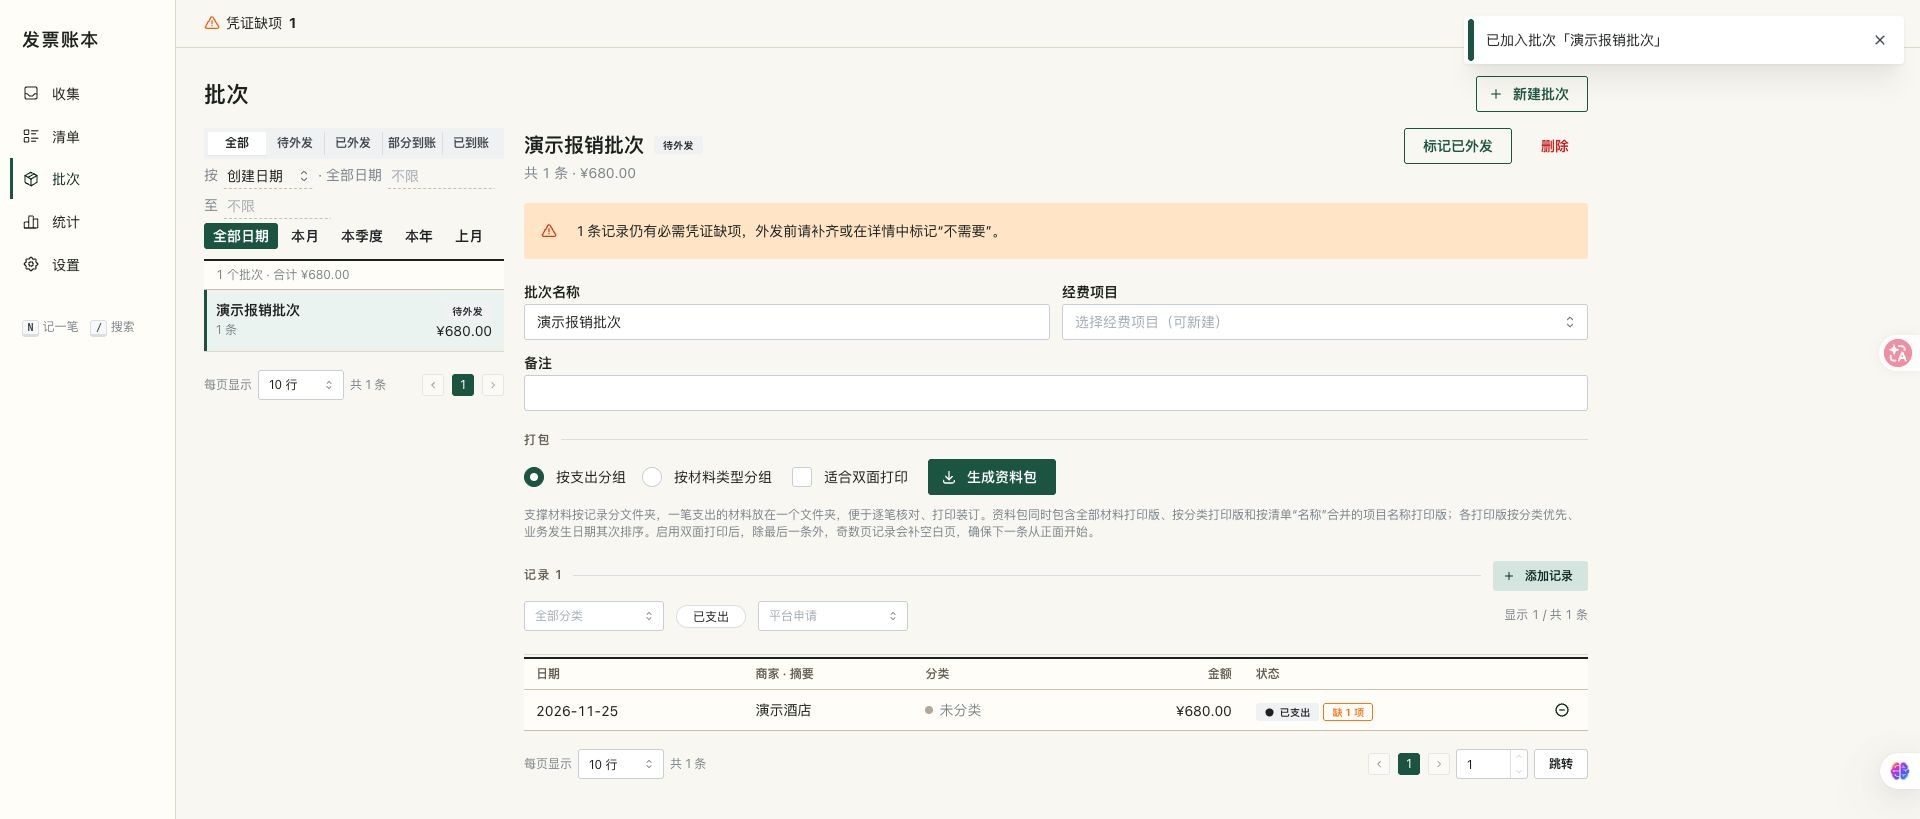 发票账本
收集
清单
批次
统计
设置
N 记一笔 / 搜索
凭证缺项 1
已加入批次「演示报销批次」
批次
新建批次
全部 待外发 已外发 部分到账 已到账
按 创建日期 · 全部日期 不限
至 不限
全部日期 本月 本季度 本年 上月
1 个批次 · 合计 ¥680.00
演示报销批次 待外发
1 条 ¥680.00
每页显示 10 行 共 1 条 1
演示报销批次 待外发
共 1 条 · ¥680.00
标记已外发 删除
1 条记录仍有必需凭证缺项，外发前请补齐或在详情中标记“不需要”。
批次名称 经费项目
演示报销批次 选择经费项目（可新建）
备注
打包
按支出分组 按材料类型分组 适合双面打印 生成资料包
支撑材料按记录分文件夹，一笔支出的材料放在一个文件夹，便于逐笔核对、打印装订。资料包同时包含全部材料打印版、按分类打印版和按清单“名称”合并的项目名称打印版；各打印版按分类优先、
业务发生日期其次排序。启用双面打印后，除最后一条外，奇数页记录会补空白页，确保下一条从正面开始。
记录 1 添加记录
全部分类 已支出 平台申请 显示 1 / 共 1 条
日期 商家 · 摘要 分类 金额 状态
2026-11-25 演示酒店 未分类 ¥680.00 已支出 缺 1 项
每页显示 10 行 共 1 条 1 1 跳转